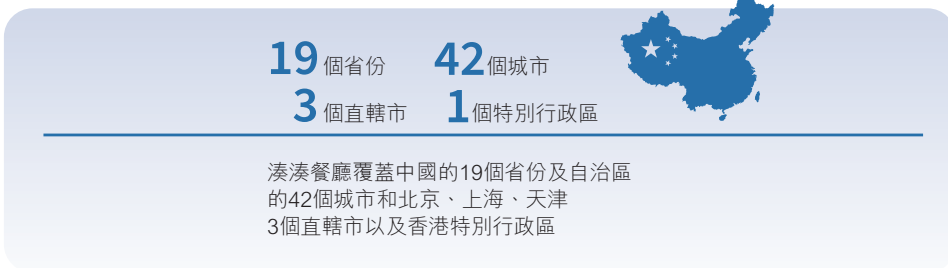 19個省份 42個城市
3個直轄市 1個特別行政區
湊湊餐廳覆蓋中國的19個省份及自治區
的42個城市和北京、上海、天津
3個直轄市以及香港特別行政區